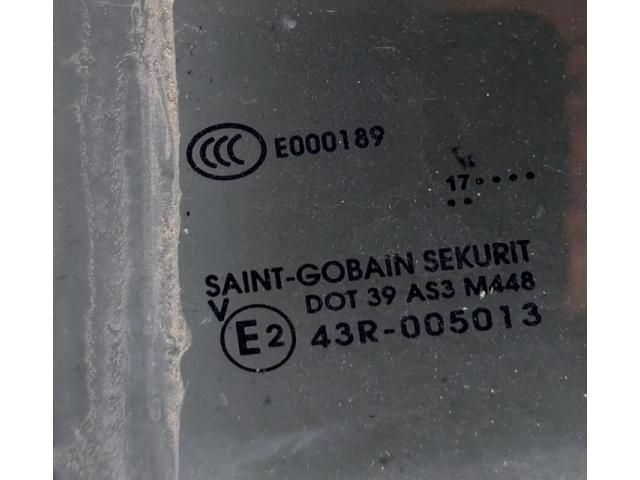 CCC E000189
17
SAINT-GOBAIN SEKURIT
V DOT 39 AS3 M448
E2 43R-005013